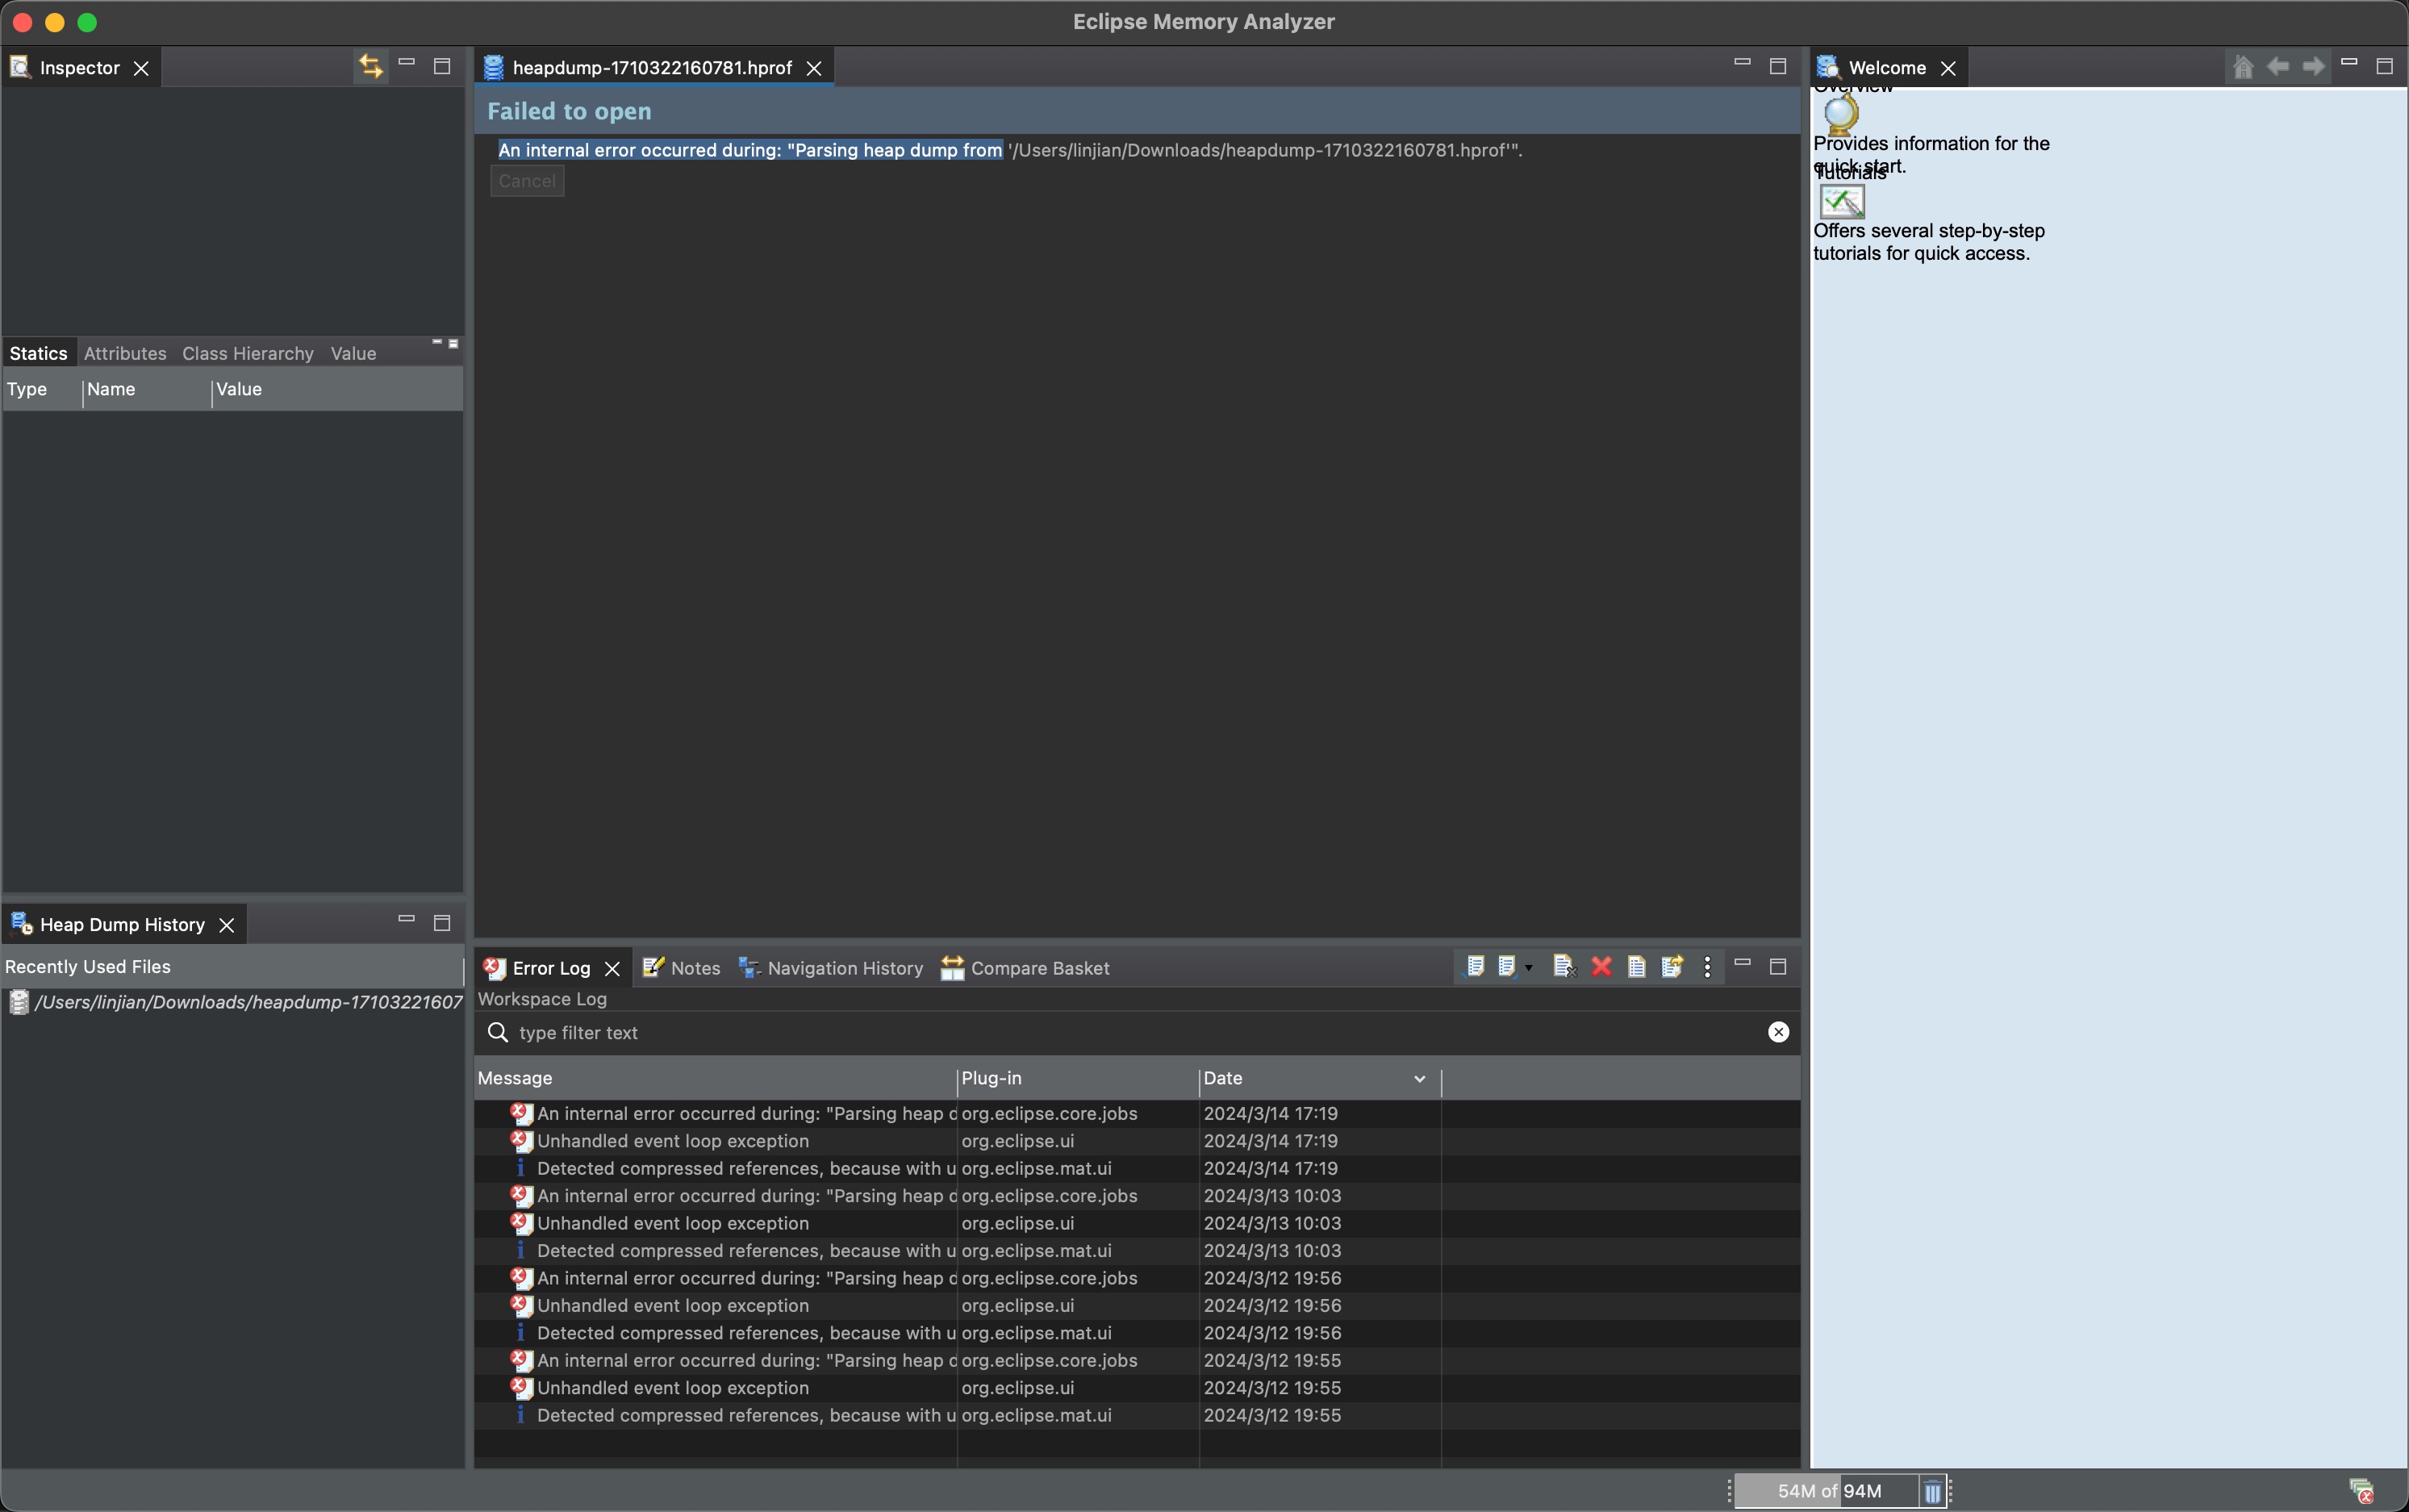 Eclipse Memory Analyzer
Inspector
Statics Attributes Class Hierarchy Value
Type Name Value
Heap Dump History
Recently Used Files
/Users/linjian/Downloads/heapdump-17103221607
heapdump-1710322160781.hprof
Failed to open
An internal error occurred during: "Parsing heap dump from '/Users/linjian/Downloads/heapdump-1710322160781.hprof'".
Cancel
Error Log Notes Navigation History Compare Basket
Workspace Log
type filter text
Message Plug-in Date
An internal error occurred during: "Parsing heap d org.eclipse.core.jobs 2024/3/14 17:19
Unhandled event loop exception org.eclipse.ui 2024/3/14 17:19
Detected compressed references, because with u org.eclipse.mat.ui 2024/3/14 17:19
An internal error occurred during: "Parsing heap d org.eclipse.core.jobs 2024/3/13 10:03
Unhandled event loop exception org.eclipse.ui 2024/3/13 10:03
Detected compressed references, because with u org.eclipse.mat.ui 2024/3/13 10:03
An internal error occurred during: "Parsing heap d org.eclipse.core.jobs 2024/3/12 19:56
Unhandled event loop exception org.eclipse.ui 2024/3/12 19:56
Detected compressed references, because with u org.eclipse.mat.ui 2024/3/12 19:56
An internal error occurred during: "Parsing heap d org.eclipse.core.jobs 2024/3/12 19:55
Unhandled event loop exception org.eclipse.ui 2024/3/12 19:55
Detected compressed references, because with u org.eclipse.mat.ui 2024/3/12 19:55
Welcome
Overview
Provides information for the
quick start.
Tutorials
Offers several step-by-step
tutorials for quick access.
54M of 94M